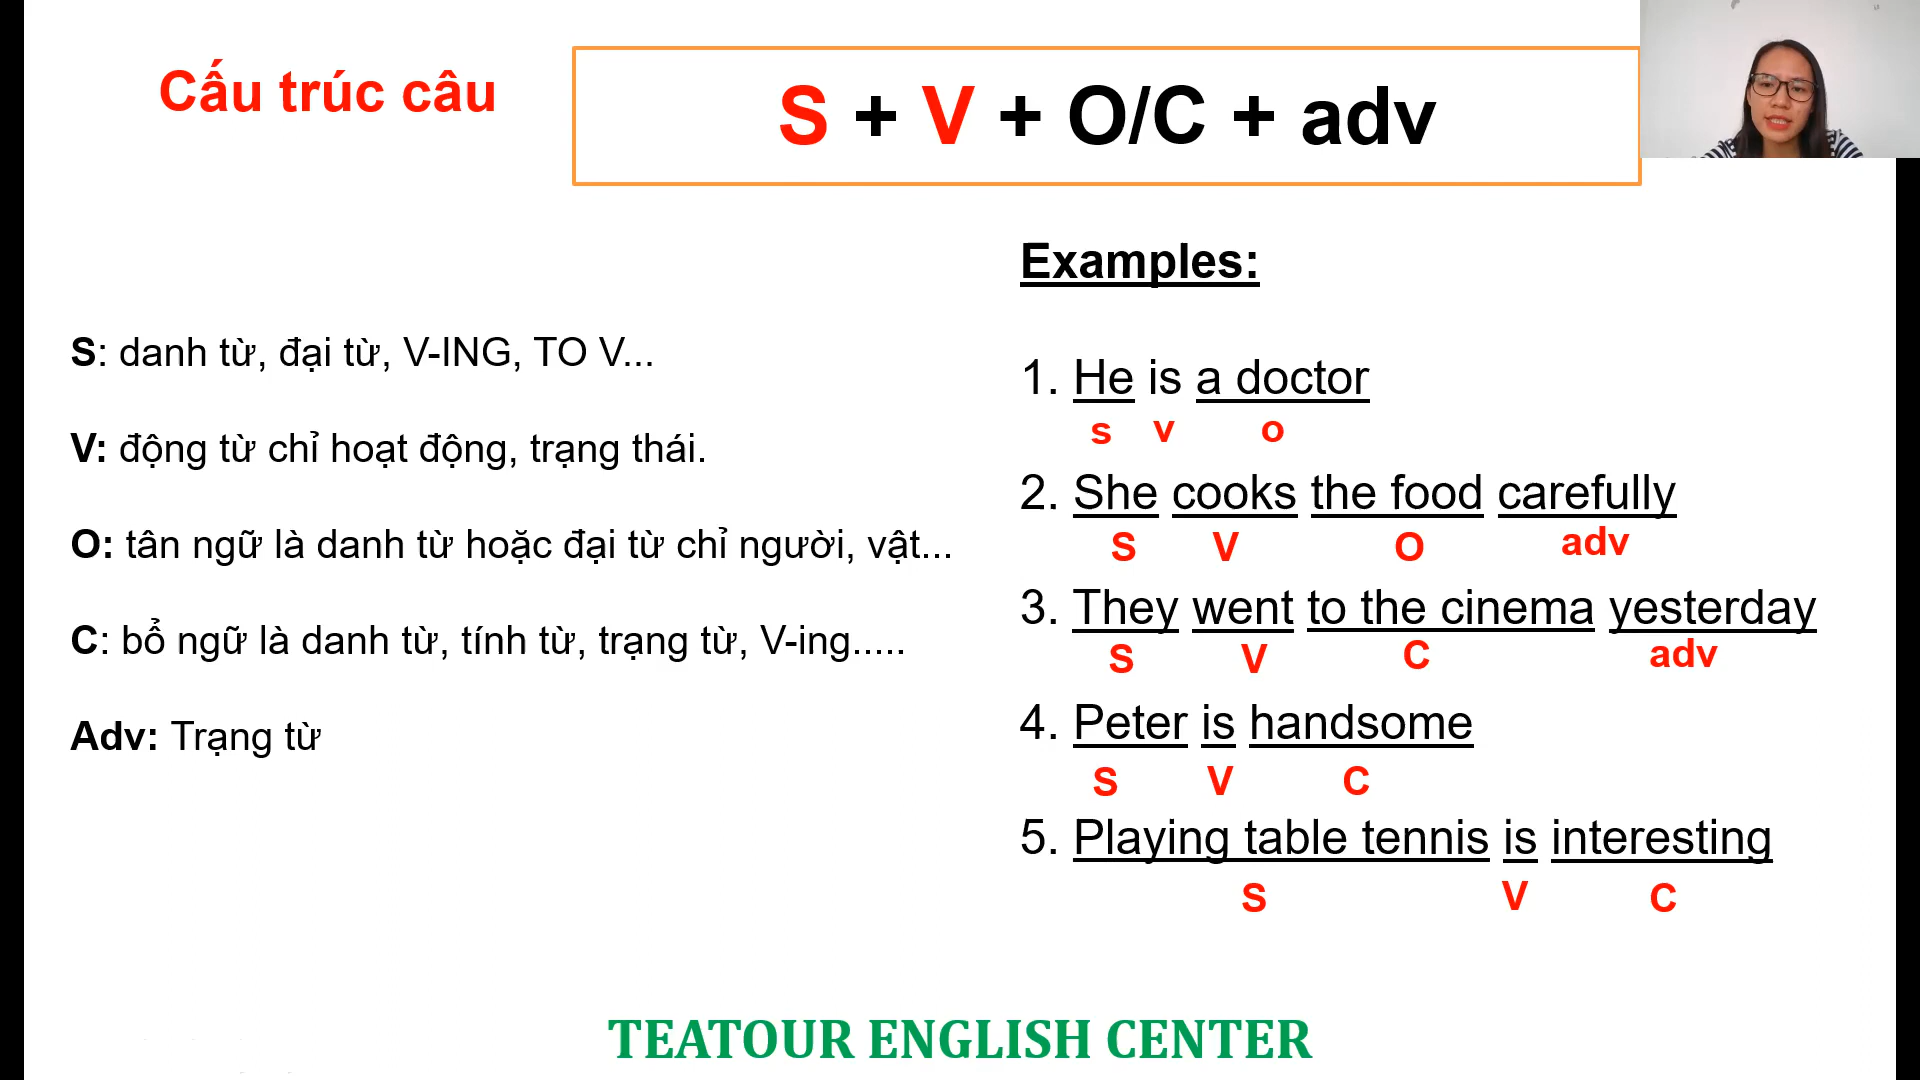 Cấu trúc câu
S + V + O/C + adv
S: danh từ, đại từ, V-ING, TO V...
V: động từ chỉ hoạt động, trạng thái.
O: tân ngữ là danh từ hoặc đại từ chỉ người, vật...
C: bổ ngữ là danh từ, tính từ, trạng từ, V-ing.....
Adv: Trạng từ
Examples:
1. He is a doctor
s v o
2. She cooks the food carefully
S V O adv
3. They went to the cinema yesterday
S V C adv
4. Peter is handsome
S V C
5. Playing table tennis is interesting
S V C
TEATOUR ENGLISH CENTER